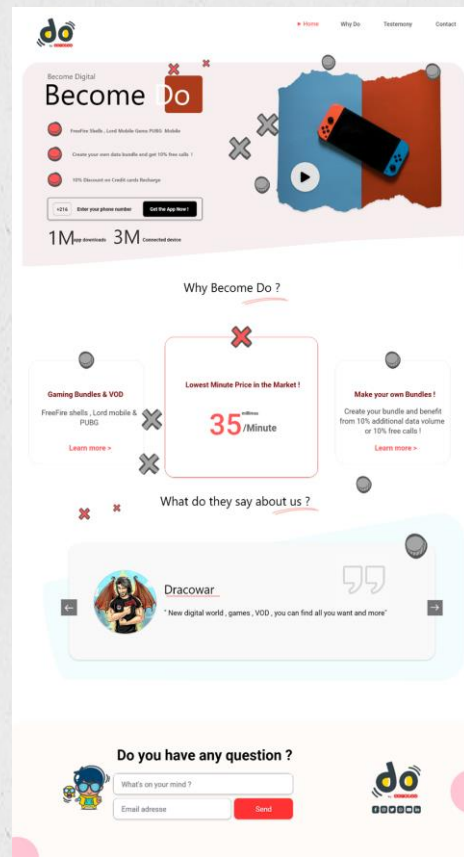 do
Home
Why Do
Testemony
Contact
Become Digital
Become Do
FreeFire Shells , Lord Mobile Gems PUBG Mobile
Create your own data bundle and get 10% free calls !
10% Discount on Credit cards Recharge
+216 Enter your phone number Get the App Now !
1M app downloads 3M Connected device
Why Become Do ?
Gaming Bundles & VOD
FreeFire shells , Lord mobile &
PUBG
Learn more >
Lowest Minute Price in the Market !
35 millimes /Minute
Make your own Bundles !
Create your bundle and benefit
from 10% additional data volume
or 10% free calls !
Learn more >
What do they say about us ?
Dracowar
" New digital world , games , VOD , you can find all you want and more"
Do you have any question ?
What's on your mind ?
Email adresse
Send
do